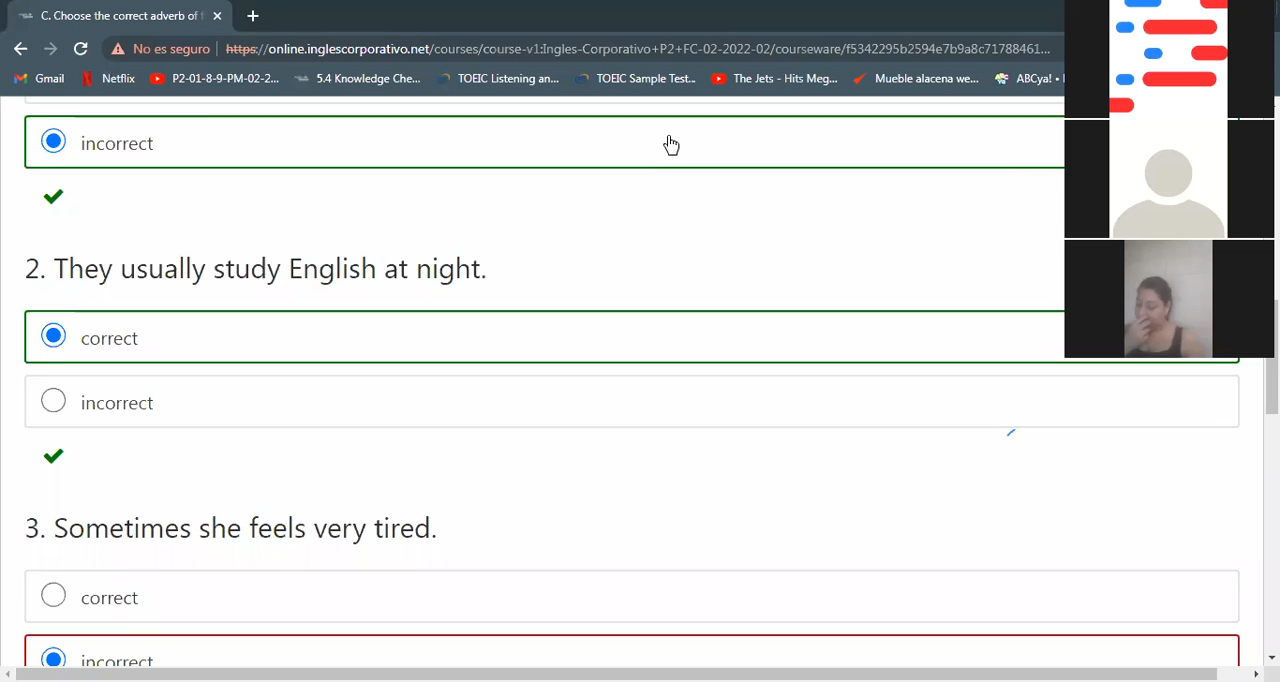 C. Choose the correct adverb of f
No es seguro
https://online.inglescorporativo.net/courses/course-v1:Ingles-Corporativo+P2+FC-02-2022-02/courseware/f5342295b2594e7b9a8c71788461...
Gmail
Netflix
P2-01-8-9-PM-02-2...
5.4 Knowledge Che...
TOEIC Listening an...
TOEIC Sample Test...
The Jets - Hits Meg...
Mueble alacena we...
ABCya! •
incorrect
2. They usually study English at night.
correct
incorrect
3. Sometimes she feels very tired.
correct
incorrect